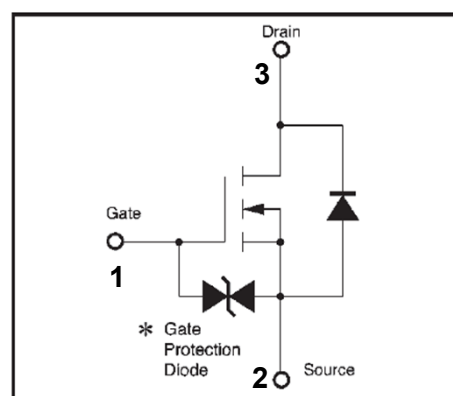 Drain
3
Gate
1
* Gate
Protection
Diode
2 Source